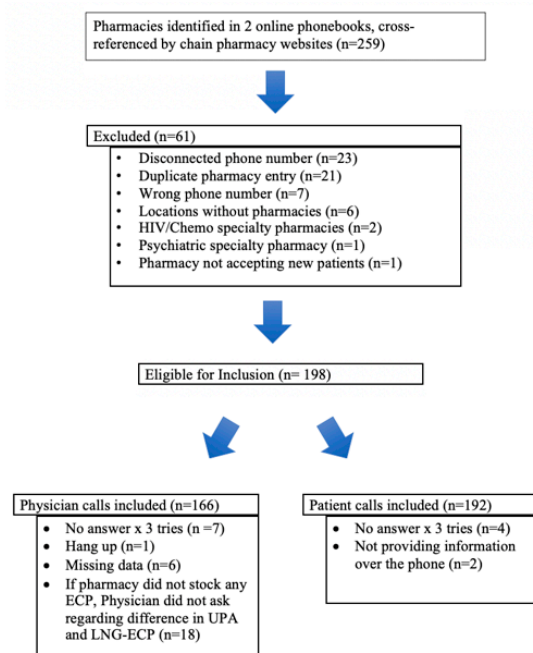 Pharmacies identified in 2 online phonebooks, cross-
referenced by chain pharmacy websites (n=259)
Excluded (n=61)
• Disconnected phone number (n=23)
• Duplicate pharmacy entry (n=21)
• Wrong phone number (n=7)
• Locations without pharmacies (n=6)
• HIV/Chemo specialty pharmacies (n=2)
• Psychiatric specialty pharmacy (n=1)
• Pharmacy not accepting new patients (n=1)
Eligible for Inclusion (n= 198)
Physician calls included (n=166)
• No answer x 3 tries (n =7)
• Hang up (n=1)
• Missing data (n=6)
• If pharmacy did not stock any
ECP, Physician did not ask
regarding difference in UPA
and LNG-ECP (n=18)
Patient calls included (n=192)
• No answer x 3 tries (n=4)
• Not providing information
over the phone (n=2)